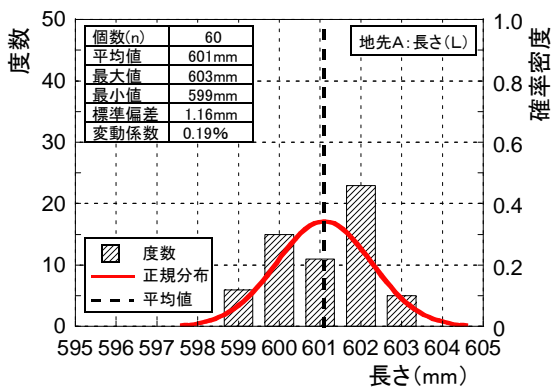 度数
50
40
30
20
10
0
個数(n) 60
平均値 601mm
最大値 603mm
最小値 599mm
標準偏差 1.16mm
変動係数 0.19%
地先A:長さ(L)
度数
正規分布
平均値
595 596 597 598 599 600 601 602 603 604 605
長さ(mm)
1.0
0.8
0.6
0.4
0.2
0
確率密度